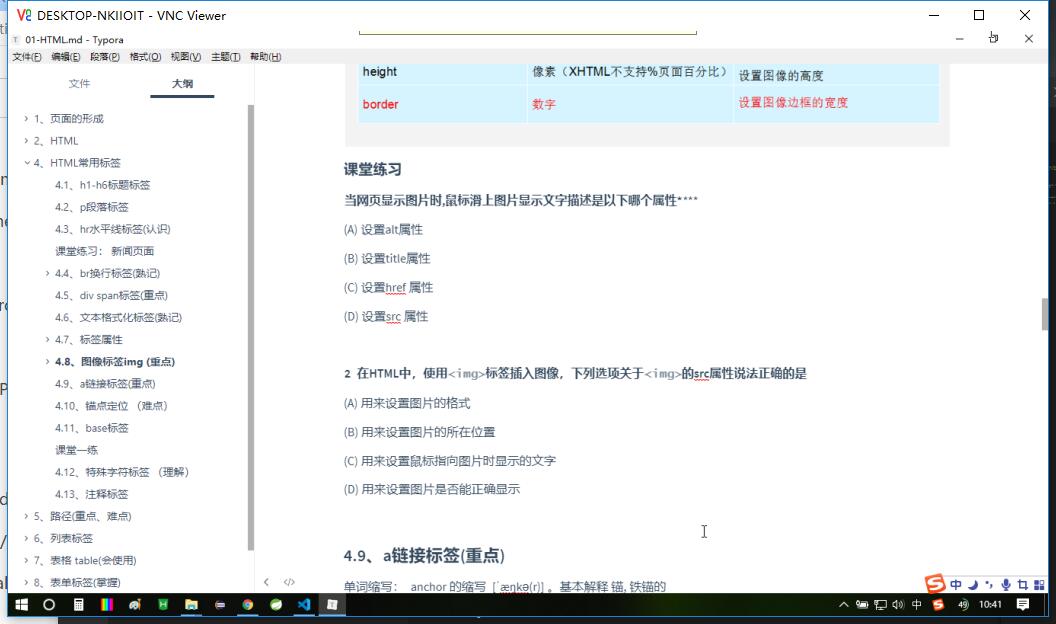 DESKTOP-NKIIOIT - VNC Viewer
01-HTML.md - Typora
文件(F) 编辑(E) 段落(P) 格式(O) 视图(V) 主题(T) 帮助(H)
文件 大纲
1、页面的形成
2、HTML
4、HTML常用标签
4.1、h1-h6标题标签
4.2、p段落标签
4.3、hr水平线标签(认识)
课堂练习： 新闻页面
4.4、br换行标签(熟记)
4.5、div span标签(重点)
4.6、文本格式化标签(熟记)
4.7、标签属性
4.8、图像标签img (重点)
4.9、a链接标签(重点)
4.10、锚点定位 （难点）
4.11、base标签
课堂一练
4.12、特殊字符标签 （理解）
4.13、注释标签
5、路径(重点、难点)
6、列表标签
7、表格 table(会使用)
8、表单标签(掌握)
height 像素（XHTML不支持%页面百分比） 设置图像的高度
border 数字 设置图像边框的宽度
课堂练习
当网页显示图片时,鼠标滑上图片显示文字描述是以下哪个属性****
(A) 设置alt属性
(B) 设置title属性
(C) 设置href 属性
(D) 设置src 属性
2 在HTML中，使用<img>标签插入图像，下列选项关于<img>的src属性说法正确的是
(A) 用来设置图片的格式
(B) 用来设置图片的所在位置
(C) 用来设置鼠标指向图片时显示的文字
(D) 用来设置图片是否能正确显示
4.9、a链接标签(重点)
单词缩写： anchor 的缩写 [ˈæŋkə(r)] 。基本解释 锚, 铁锚的
中
中 49 10:41